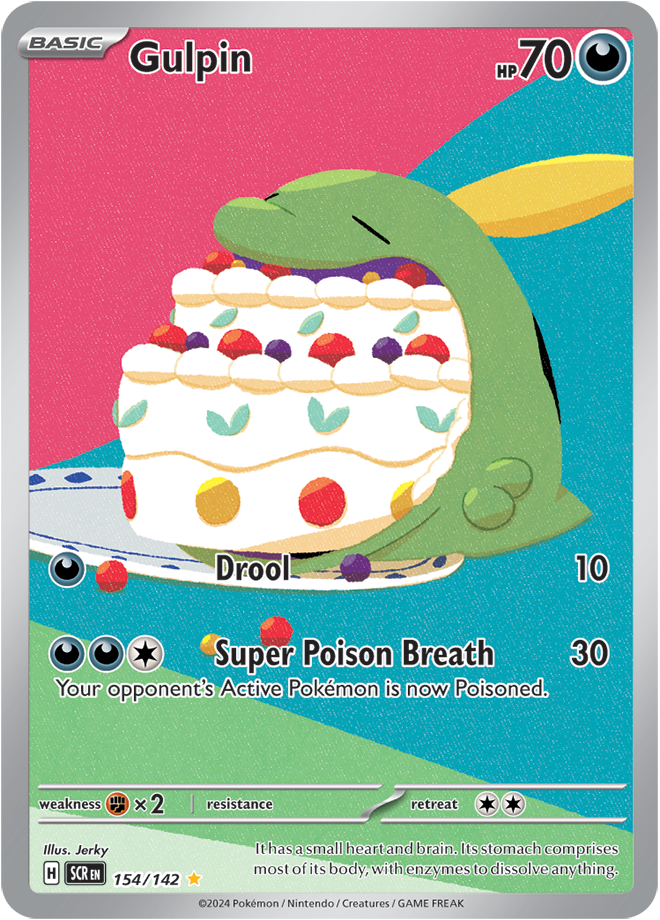 BASIC Gulpin HP 70
Drool 10
Super Poison Breath 30
Your opponent's Active Pokémon is now Poisoned.
weakness ×2 resistance retreat
Illus. Jerky
It has a small heart and brain. Its stomach comprises
most of its body, with enzymes to dissolve anything.
H SCR EN 154/142
©2024 Pokémon / Nintendo / Creatures / GAME FREAK